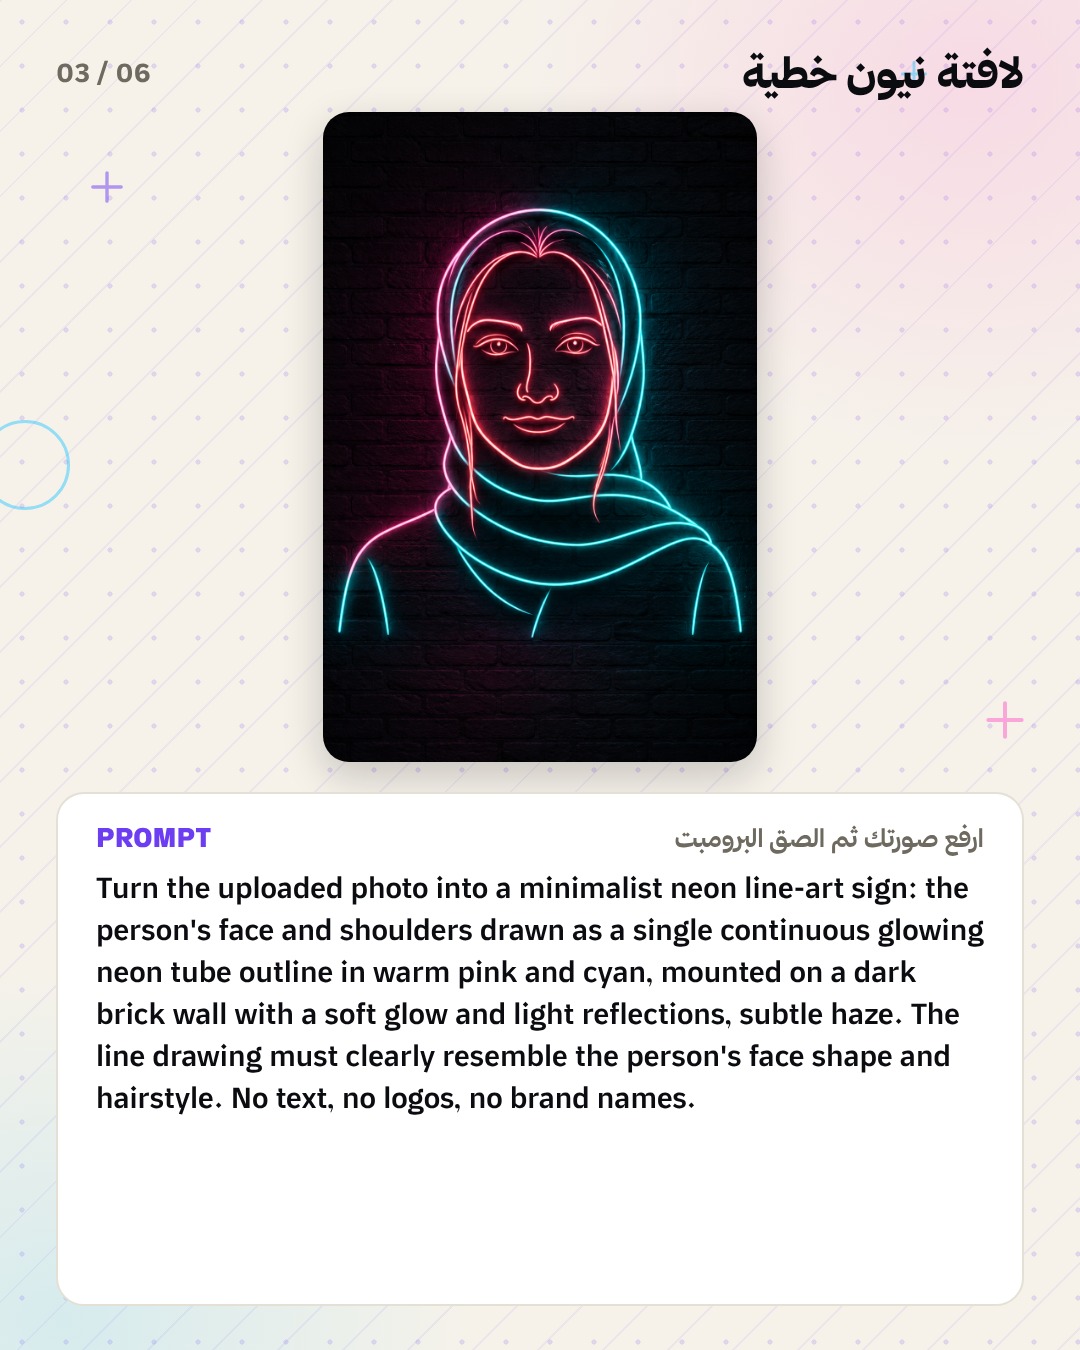 لافتة نيون خطية
03 / 06
PROMPT
ارفع صورتك ثم الصق البرومبت
Turn the uploaded photo into a minimalist neon line-art sign: the
person's face and shoulders drawn as a single continuous glowing
neon tube outline in warm pink and cyan, mounted on a dark
brick wall with a soft glow and light reflections, subtle haze. The
line drawing must clearly resemble the person's face shape and
hairstyle. No text, no logos, no brand names.